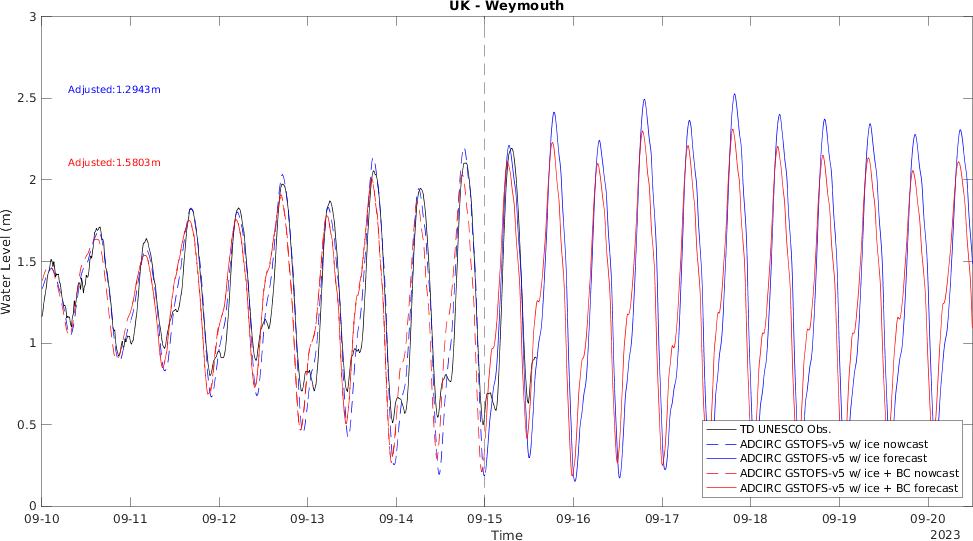 UK - Weymouth
3
2.5
2
1.5
1
0.5
0
Water Level (m)
Adjusted:1.2943m
Adjusted:1.5803m
TD UNESCO Obs.
ADCIRC GSTOFS-v5 w/ ice nowcast
ADCIRC GSTOFS-v5 w/ ice forecast
ADCIRC GSTOFS-v5 w/ ice + BC nowcast
ADCIRC GSTOFS-v5 w/ ice + BC forecast
09-10 09-11 09-12 09-13 09-14 09-15 09-16 09-17 09-18 09-19 09-20
Time
2023